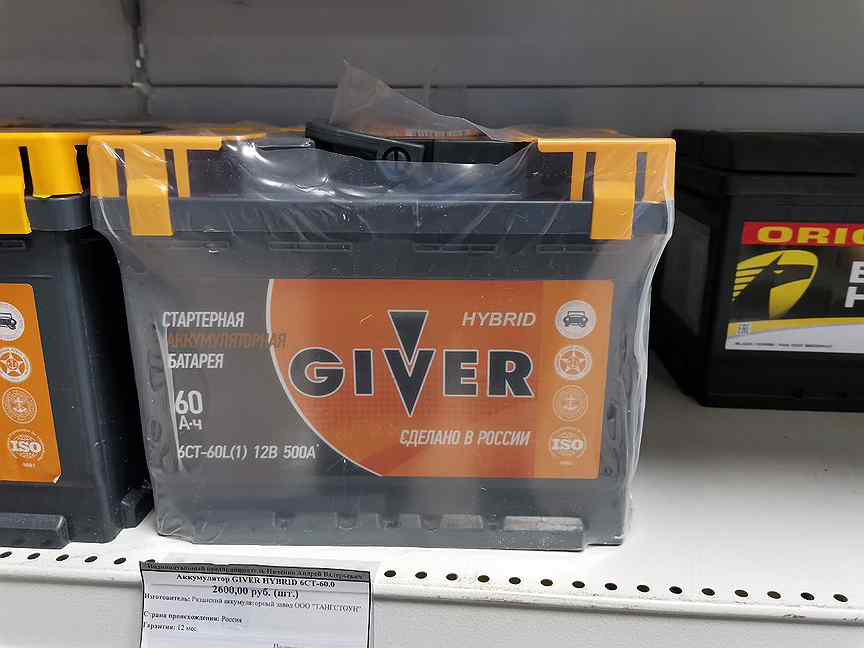 СТАРТЕРНАЯ
АККУМУЛЯТОРНАЯ
БАТАРЕЯ
60
А·ч
6СТ-60L(1) 12В 500А
HYBRID
GIVER
СДЕЛАНО В РОССИИ
ISO
ISO
ORIG
Аккумулятор GIVER HYBRID 6СТ-60.0
2600,00 руб. (шт.)
Изготовитель: Рязанский аккумуляторный завод ООО "ТАНГСТОУН"
Страна происхождения: Россия
Гарантия: 12 мес.